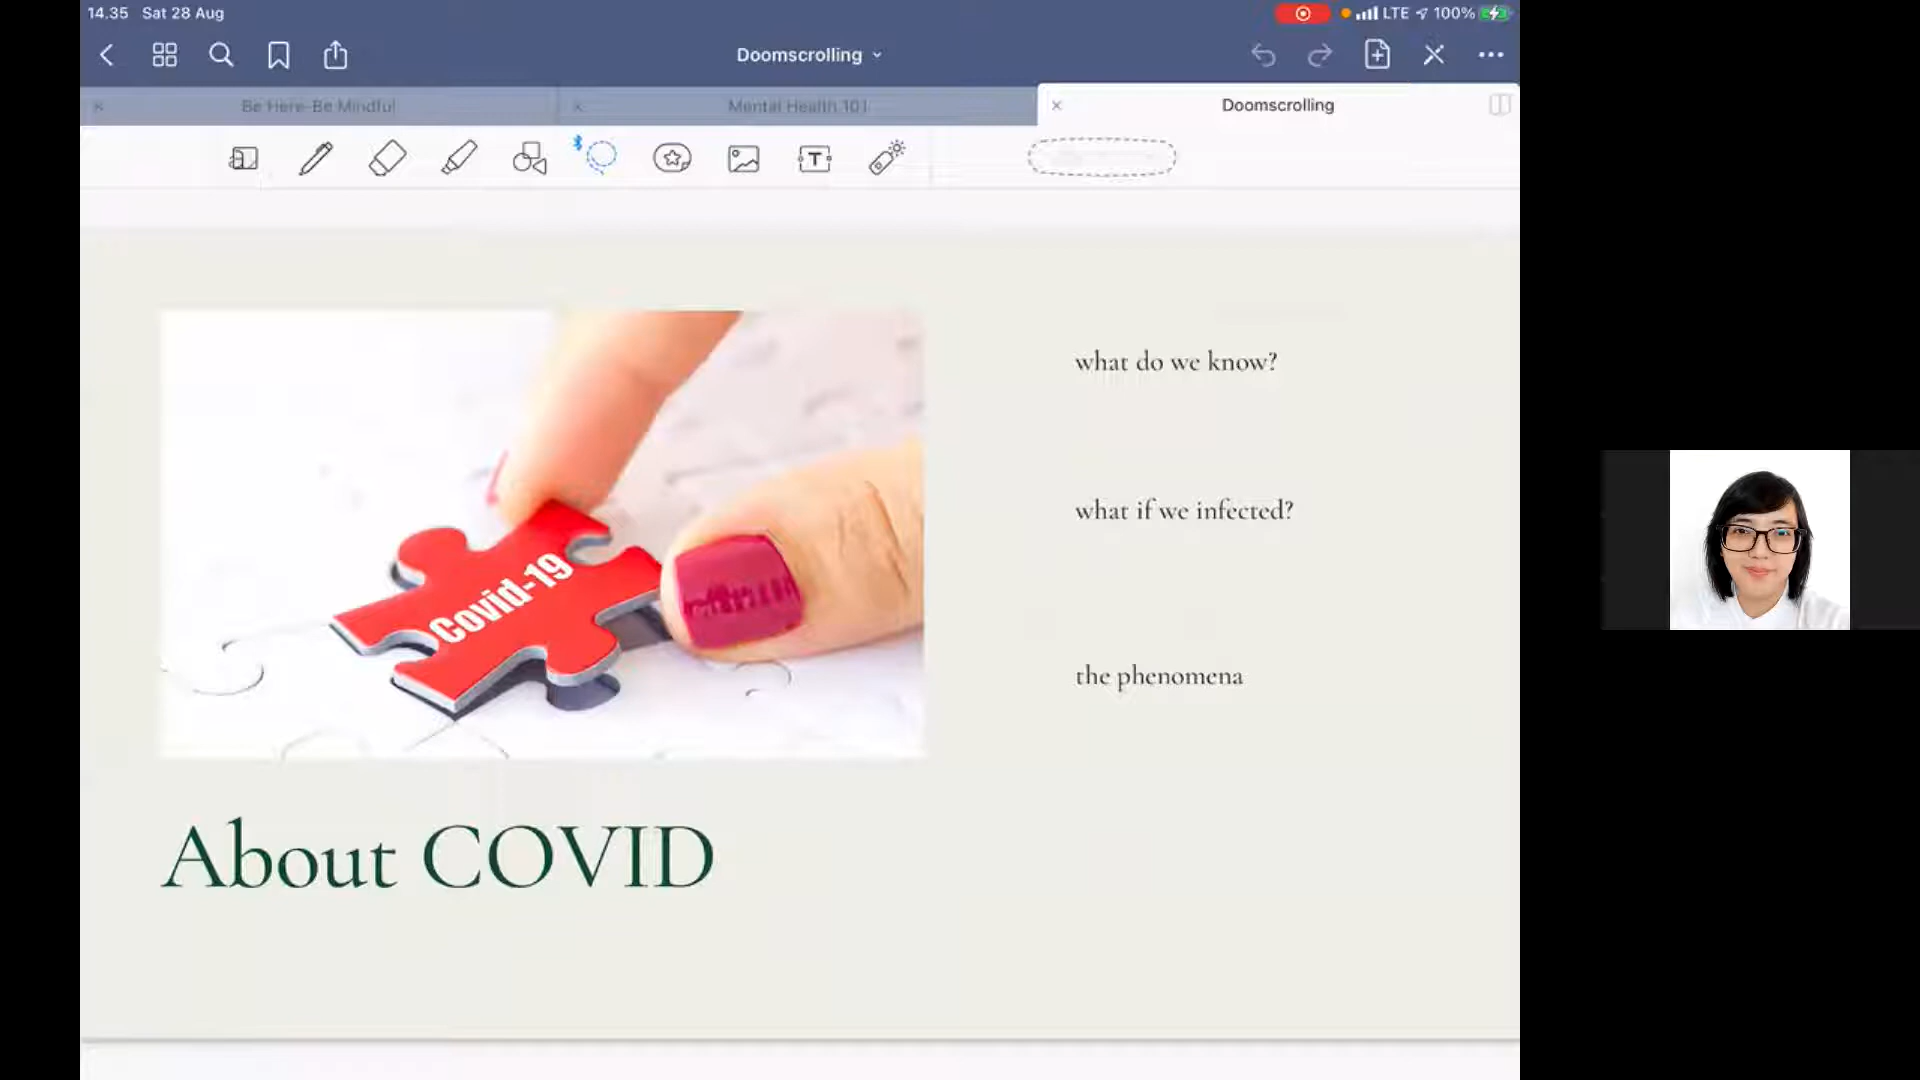 14.35 Sat 28 Aug
LTE 100%
Doomscrolling
Be Here-Be Mindful
Mental Health 101
Doomscrolling
T
what do we know?
Covid-19
what if we infected?
the phenomena
About COVID